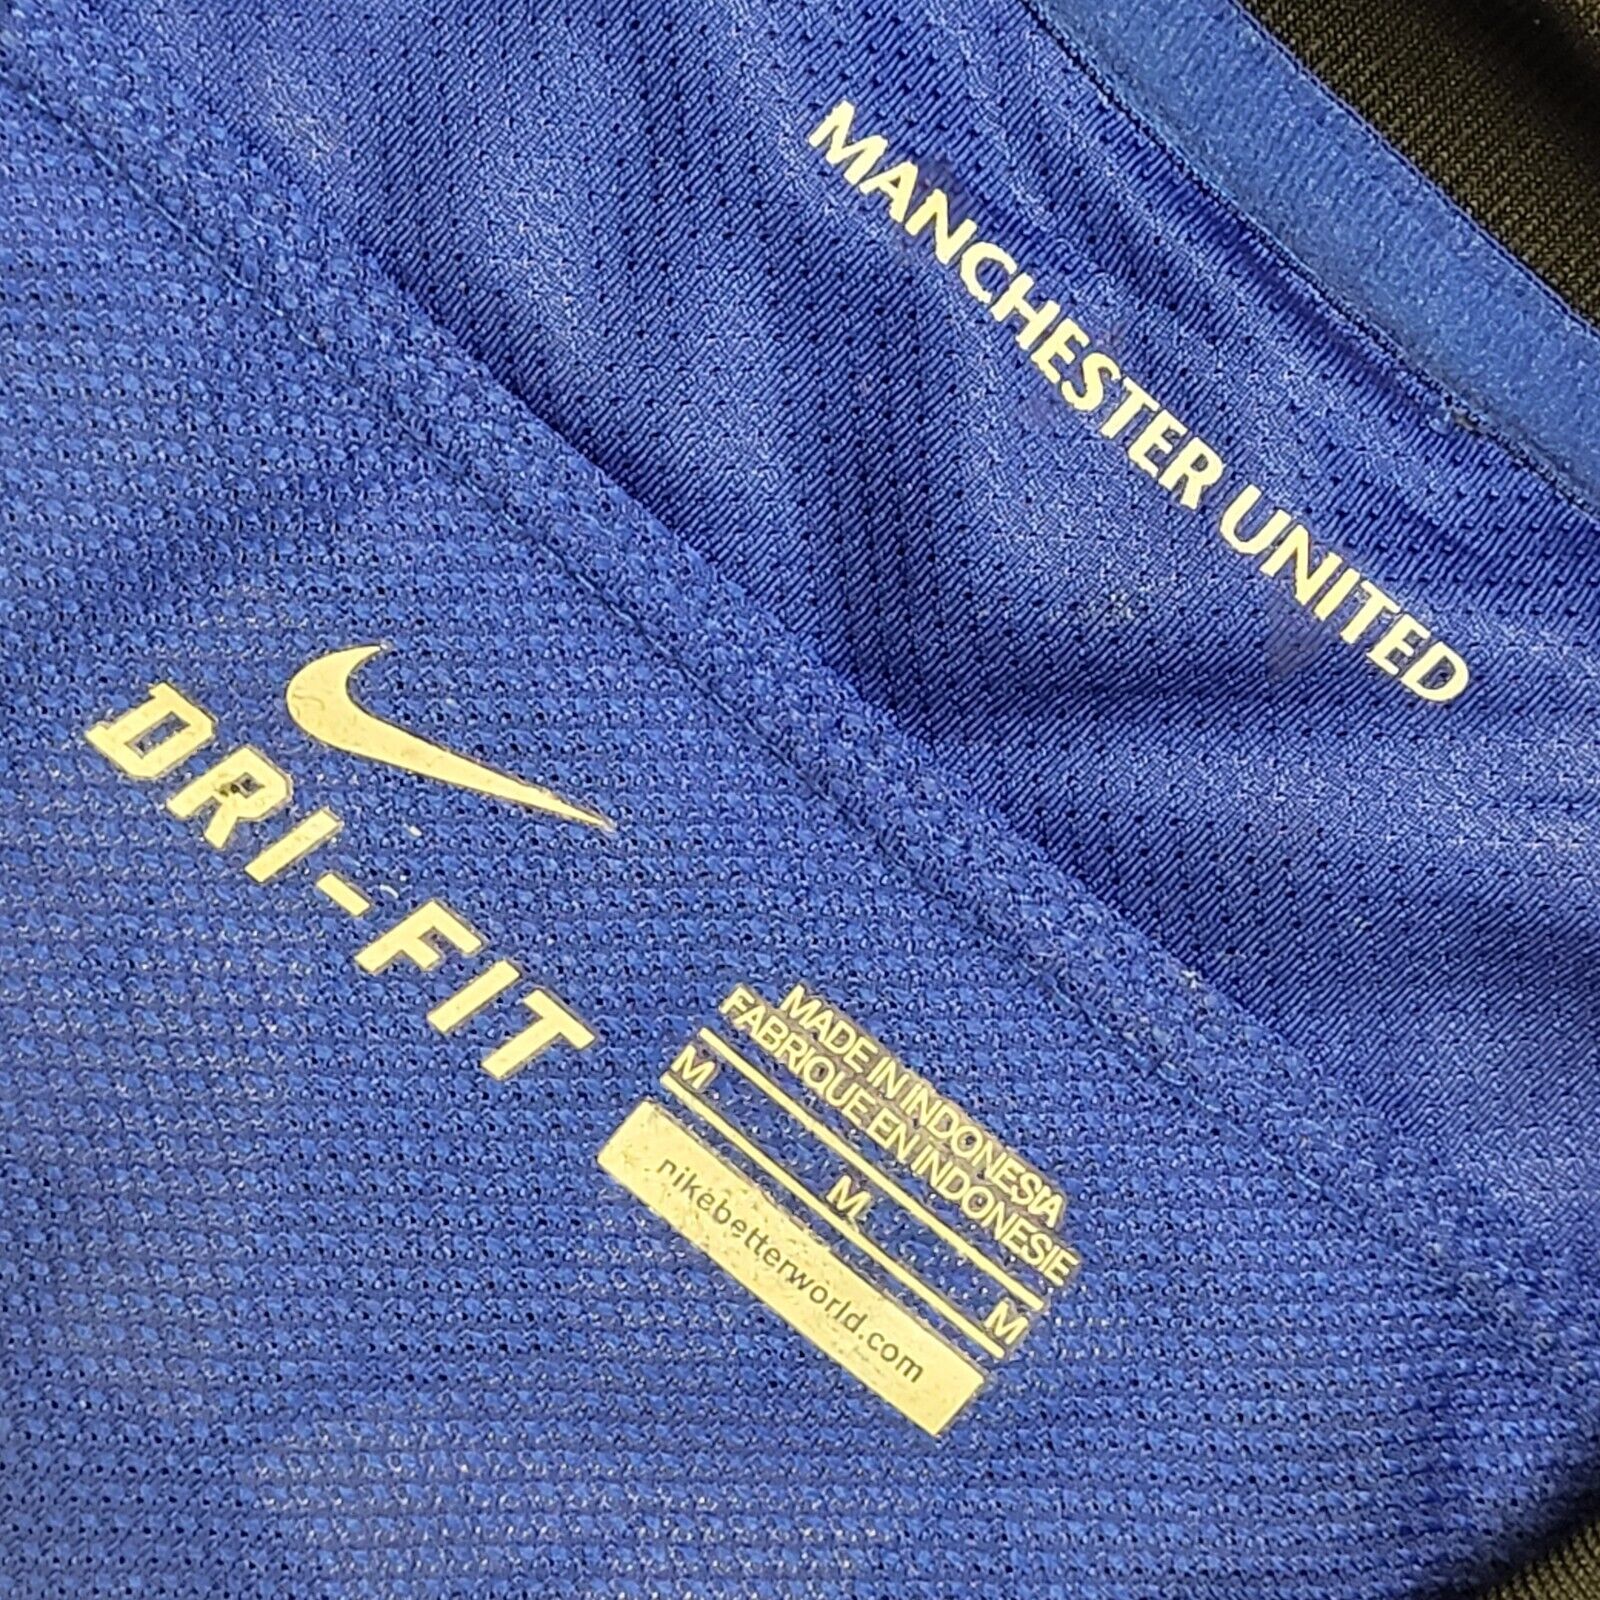 MANCHESTER UNITED
DRI-FIT
MADE IN INDONESIA
FABRIQUE EN INDONESIE
M M M
nikebetterworld.com